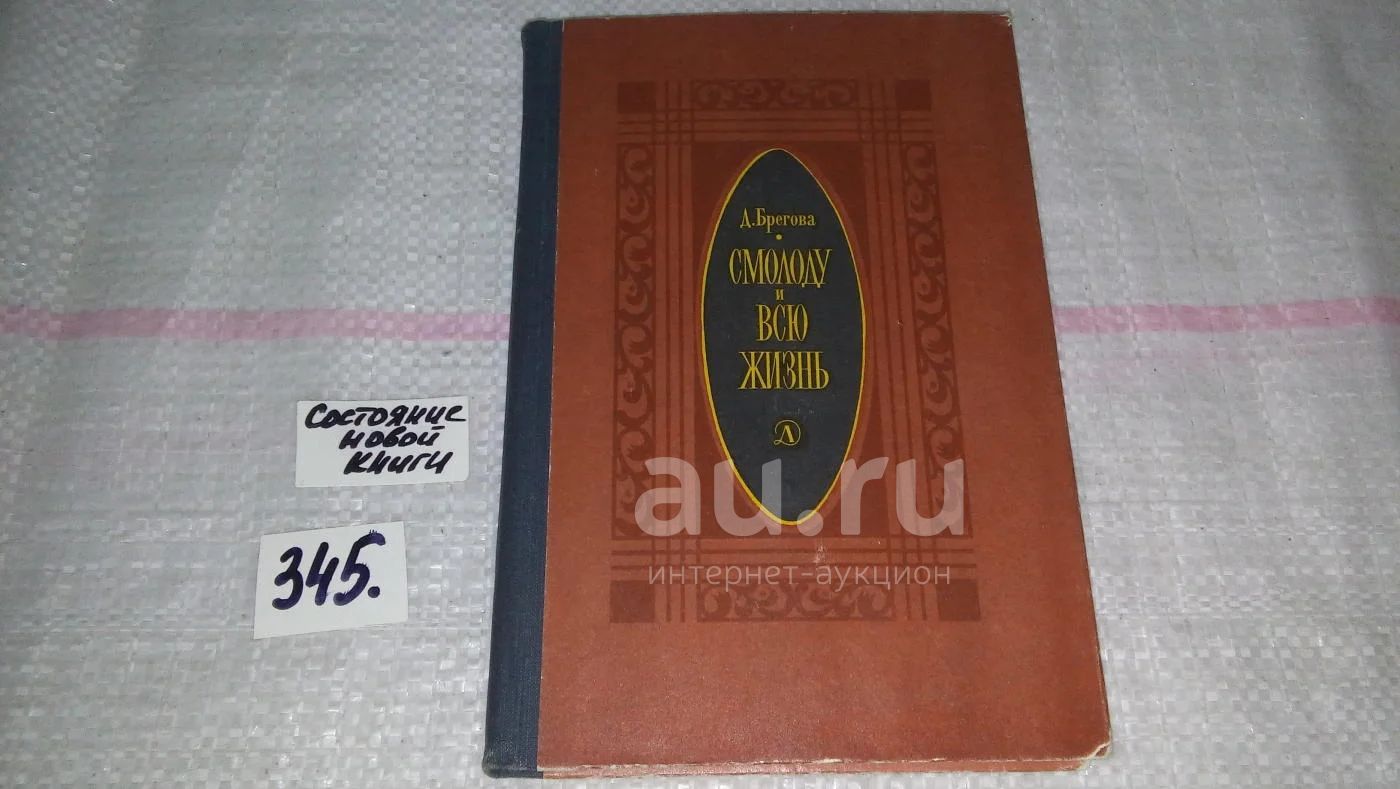 Д.Брегова
СМОЛОДУ
и
ВСЮ
ЖИЗНЬ
Состояние
новой
книги
345.
au.ru
интернет-аукцион